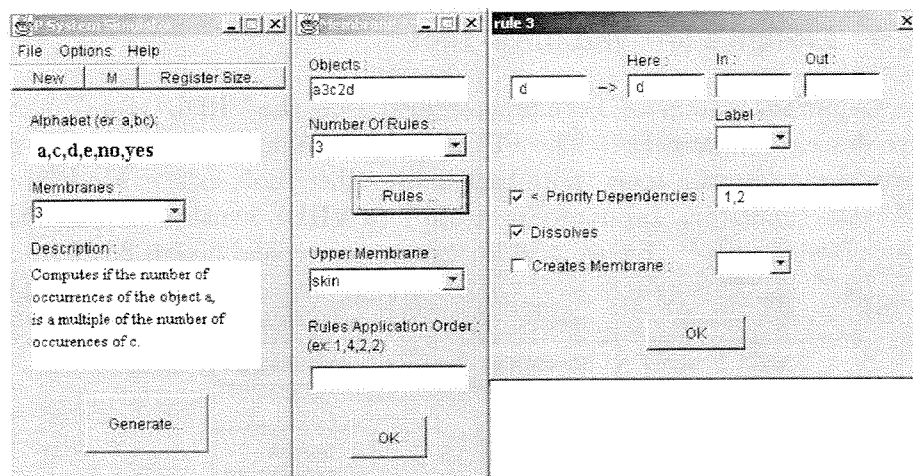 P System Simulator
File Options Help
New M Register Size...
Alphabet (ex: a,bc):
a,c,d,e,no,yes
Membranes :
3
Description :
Computes if the number of
occurrences of the object a,
is a multiple of the number of
occurences of c.
Generate...
Membrane
Objects :
a3c2d
Number Of Rules :
3
Rules ...
Upper Membrane :
skin
Rules Application Order :
(ex: 1,4,2,2)
OK
rule 3
Here : In : Out :
d -> d
Label :
< Priority Dependencies : 1,2
Dissolves
Creates Membrane :
OK